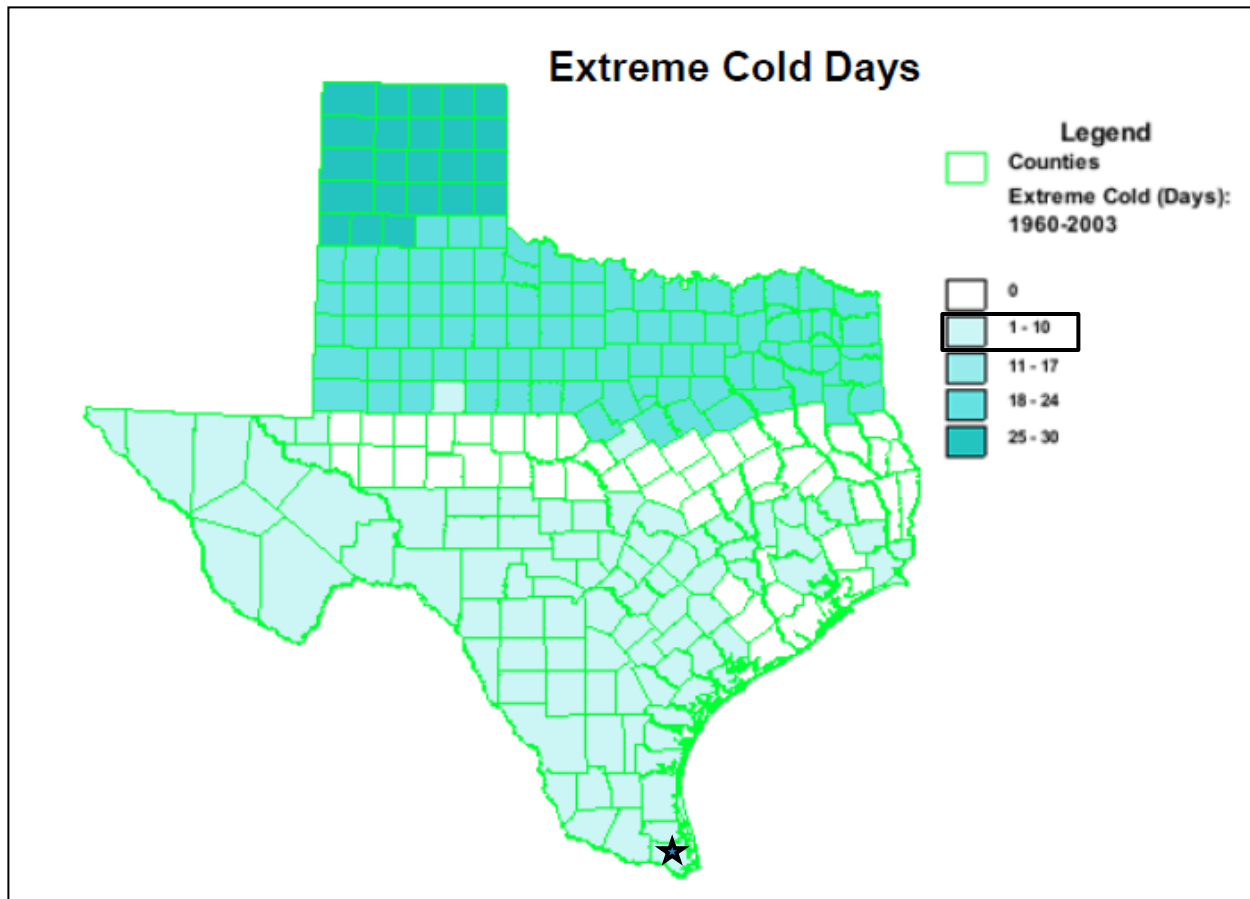 Extreme Cold Days
Legend
Counties
Extreme Cold (Days):
1960-2003
0
1 - 10
11 - 17
18 - 24
25 - 30